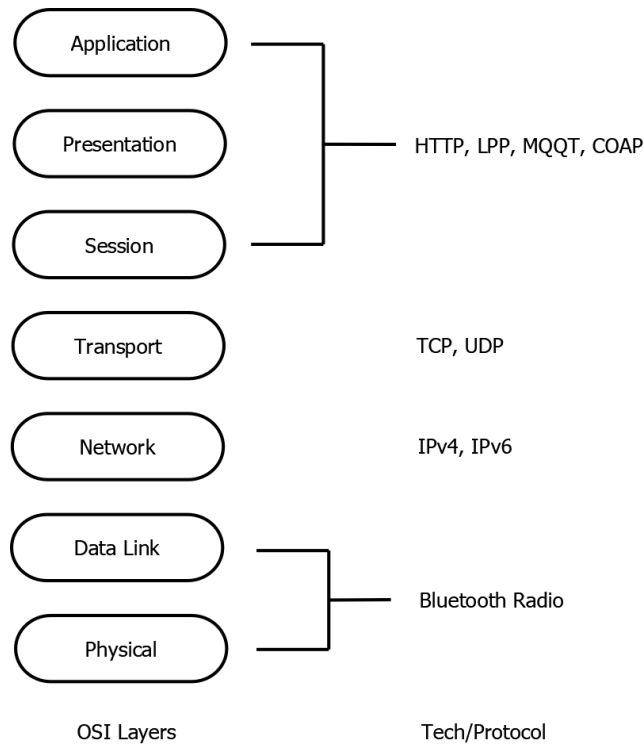 Application
Presentation
HTTP, LPP, MQQT, COAP
Session
Transport
TCP, UDP
Network
IPv4, IPv6
Data Link
Bluetooth Radio
Physical
OSI Layers
Tech/Protocol